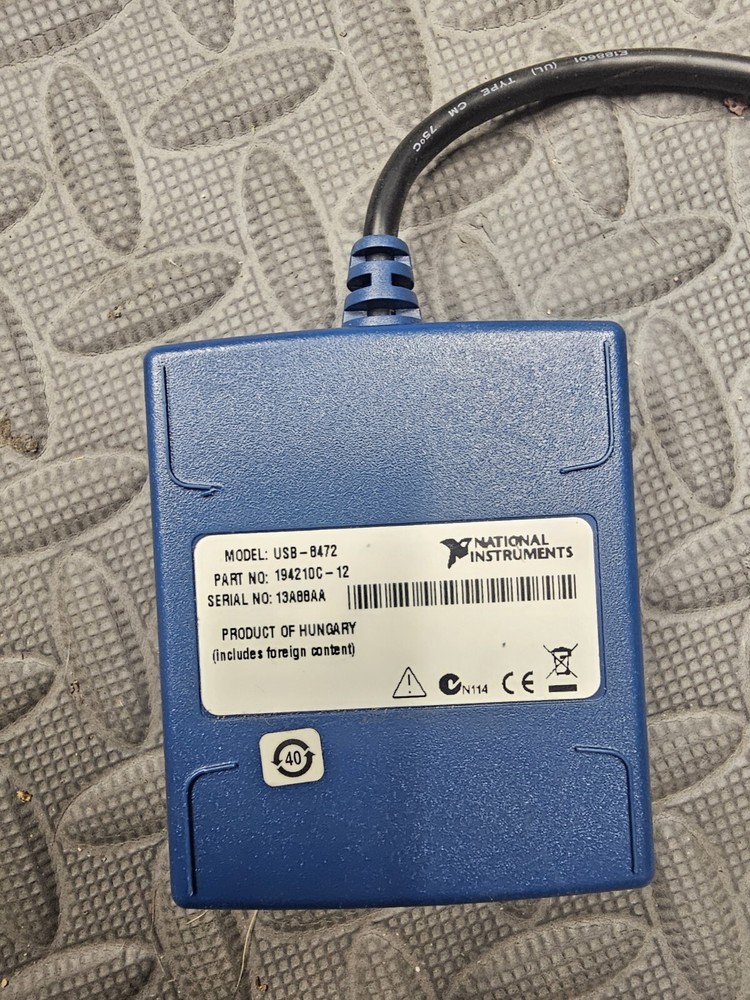 E188601 (UL) TYPE CM 75°C
MODEL: USB-8472
PART NO: 194210C-12
SERIAL NO: 13A88AA
NATIONAL
INSTRUMENTS
PRODUCT OF HUNGARY
(includes foreign content)
N114
CE
40